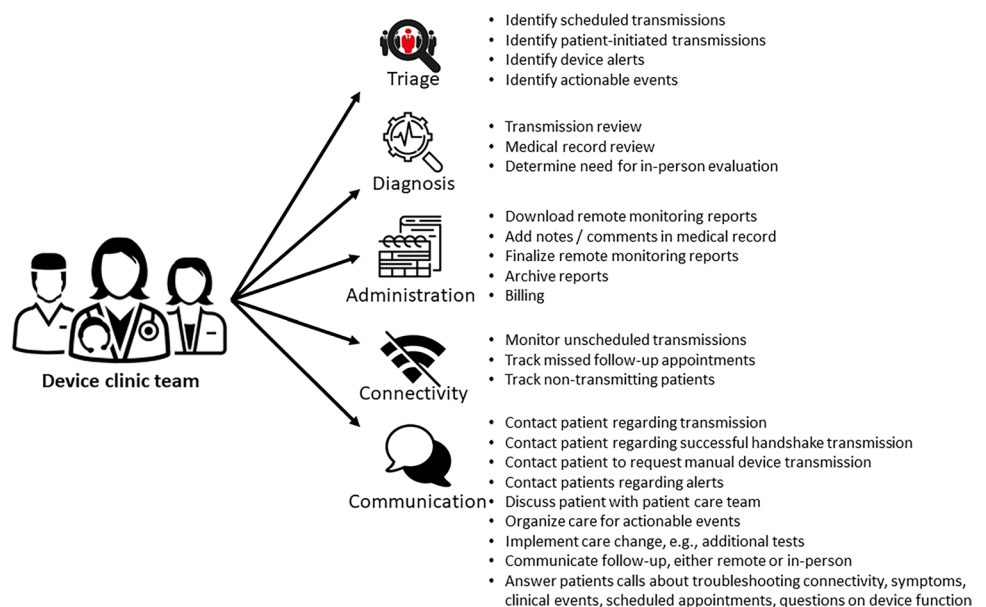 • Identify scheduled transmissions
• Identify patient-initiated transmissions
• Identify device alerts
• Identify actionable events
Triage
• Transmission review
• Medical record review
• Determine need for in-person evaluation
Diagnosis
• Download remote monitoring reports
• Add notes / comments in medical record
• Finalize remote monitoring reports
• Archive reports
• Billing
Administration
Device clinic team
• Monitor unscheduled transmissions
• Track missed follow-up appointments
• Track non-transmitting patients
Connectivity
• Contact patient regarding transmission
• Contact patient regarding successful handshake transmission
• Contact patient to request manual device transmission
• Contact patients regarding alerts
• Discuss patient with patient care team
• Organize care for actionable events
• Implement care change, e.g., additional tests
• Communicate follow-up, either remote or in-person
• Answer patients calls about troubleshooting connectivity, symptoms,
clinical events, scheduled appointments, questions on device function
Communication